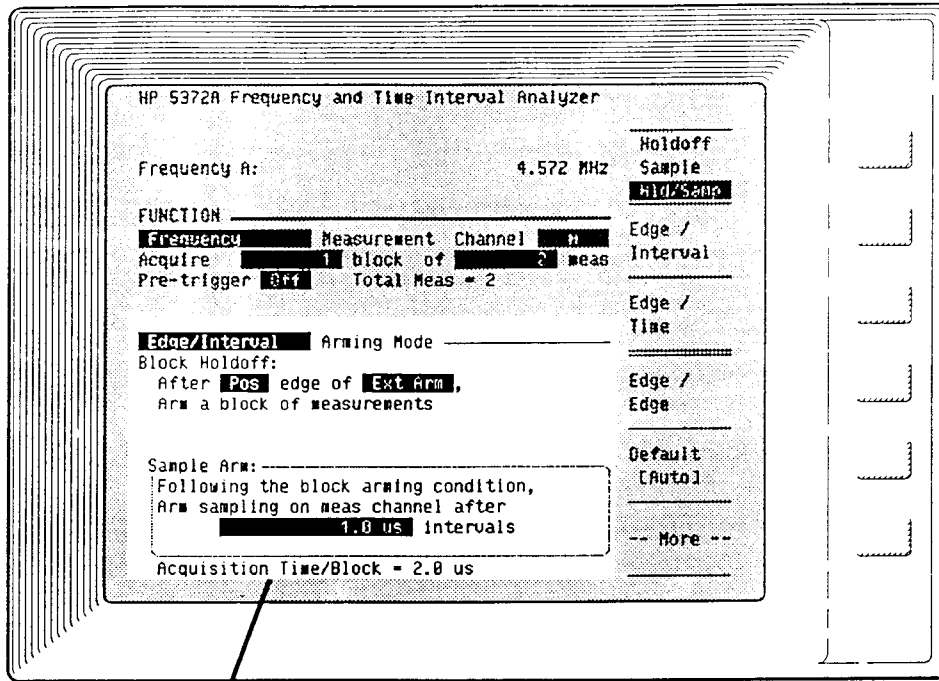 HP 5372A Frequency and Time Interval Analyzer
Frequency A: 4.572 MHz
FUNCTION
Frequency Measurement Channel A
Acquire 1 block of 2 meas
Pre-trigger Off Total Meas = 2
Edge/Interval Arming Mode
Block Holdoff:
After Pos edge of Ext Arm,
Arm a block of measurements
Sample Arm:
Following the block arming condition,
Arm sampling on meas channel after
1.0 us intervals
Acquisition Time/Block = 2.0 us
Holdoff
Sample
Hld/Samp
Edge /
Interval
Edge /
Time
Edge /
Edge
Default
[Auto]
-- More --